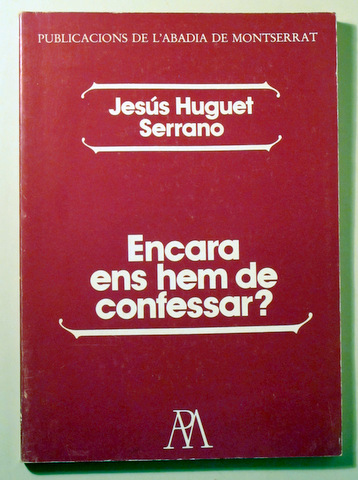 PUBLICACIONS DE L'ABADIA DE MONTSERRAT
Jesús Huguet
Serrano
Encara
ens hem de
confessar?
PAM